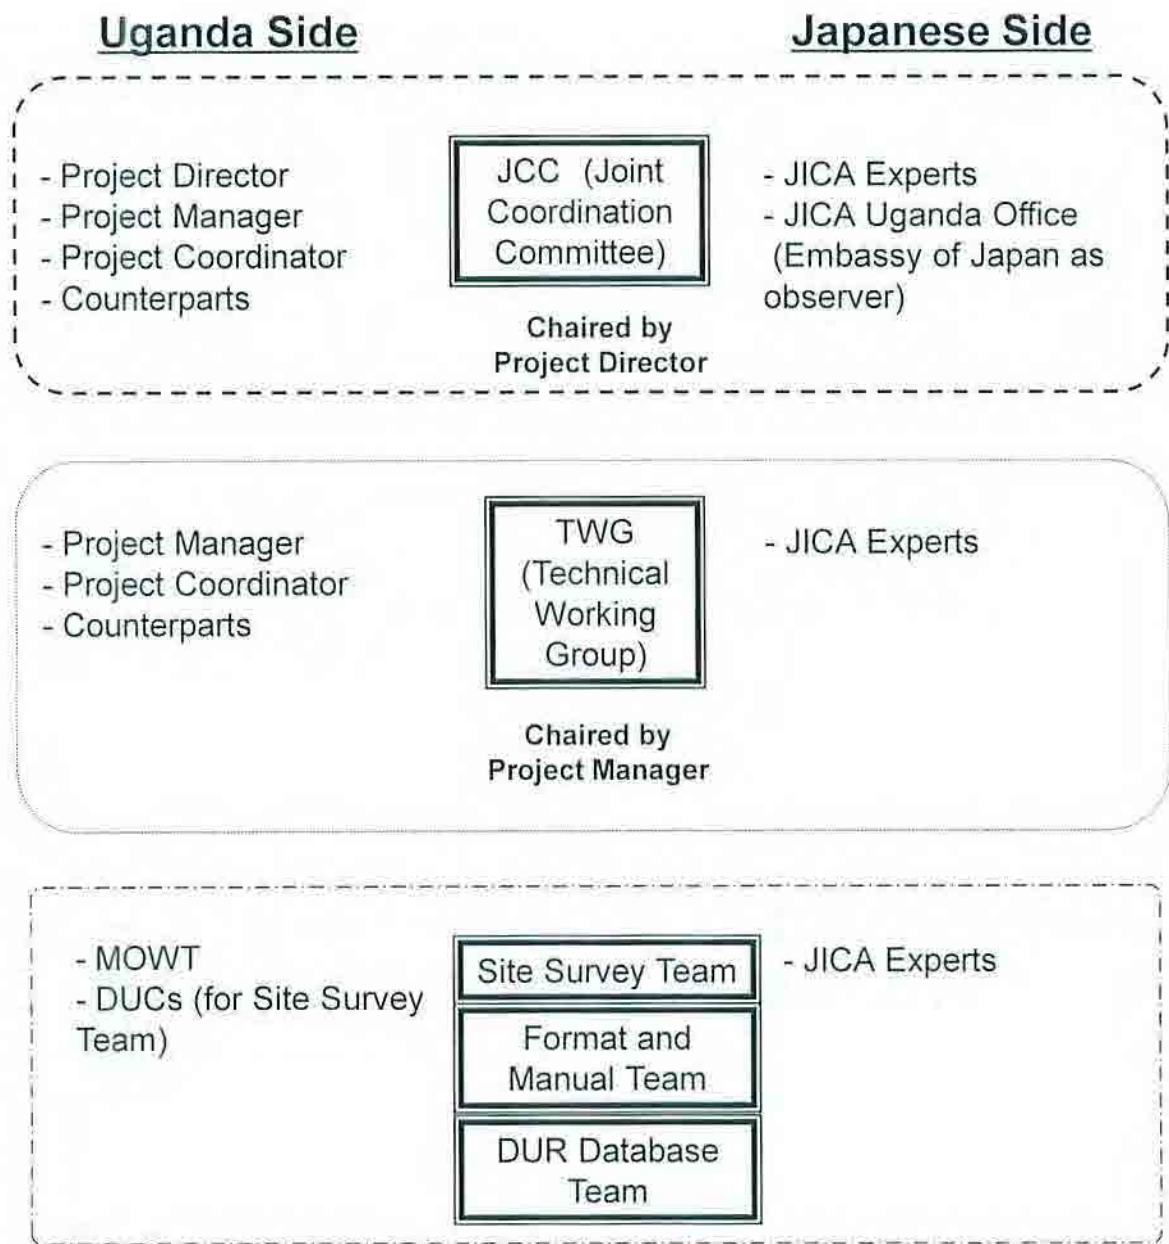 Uganda Side
Japanese Side
- Project Director
- Project Manager
- Project Coordinator
- Counterparts
JCC (Joint
Coordination
Committee)
Chaired by
Project Director
- JICA Experts
- JICA Uganda Office
(Embassy of Japan as
observer)
- Project Manager
- Project Coordinator
- Counterparts
TWG
(Technical
Working
Group)
Chaired by
Project Manager
- JICA Experts
- MOWT
- DUCs (for Site Survey
Team)
Site Survey Team
Format and
Manual Team
DUR Database
Team
- JICA Experts